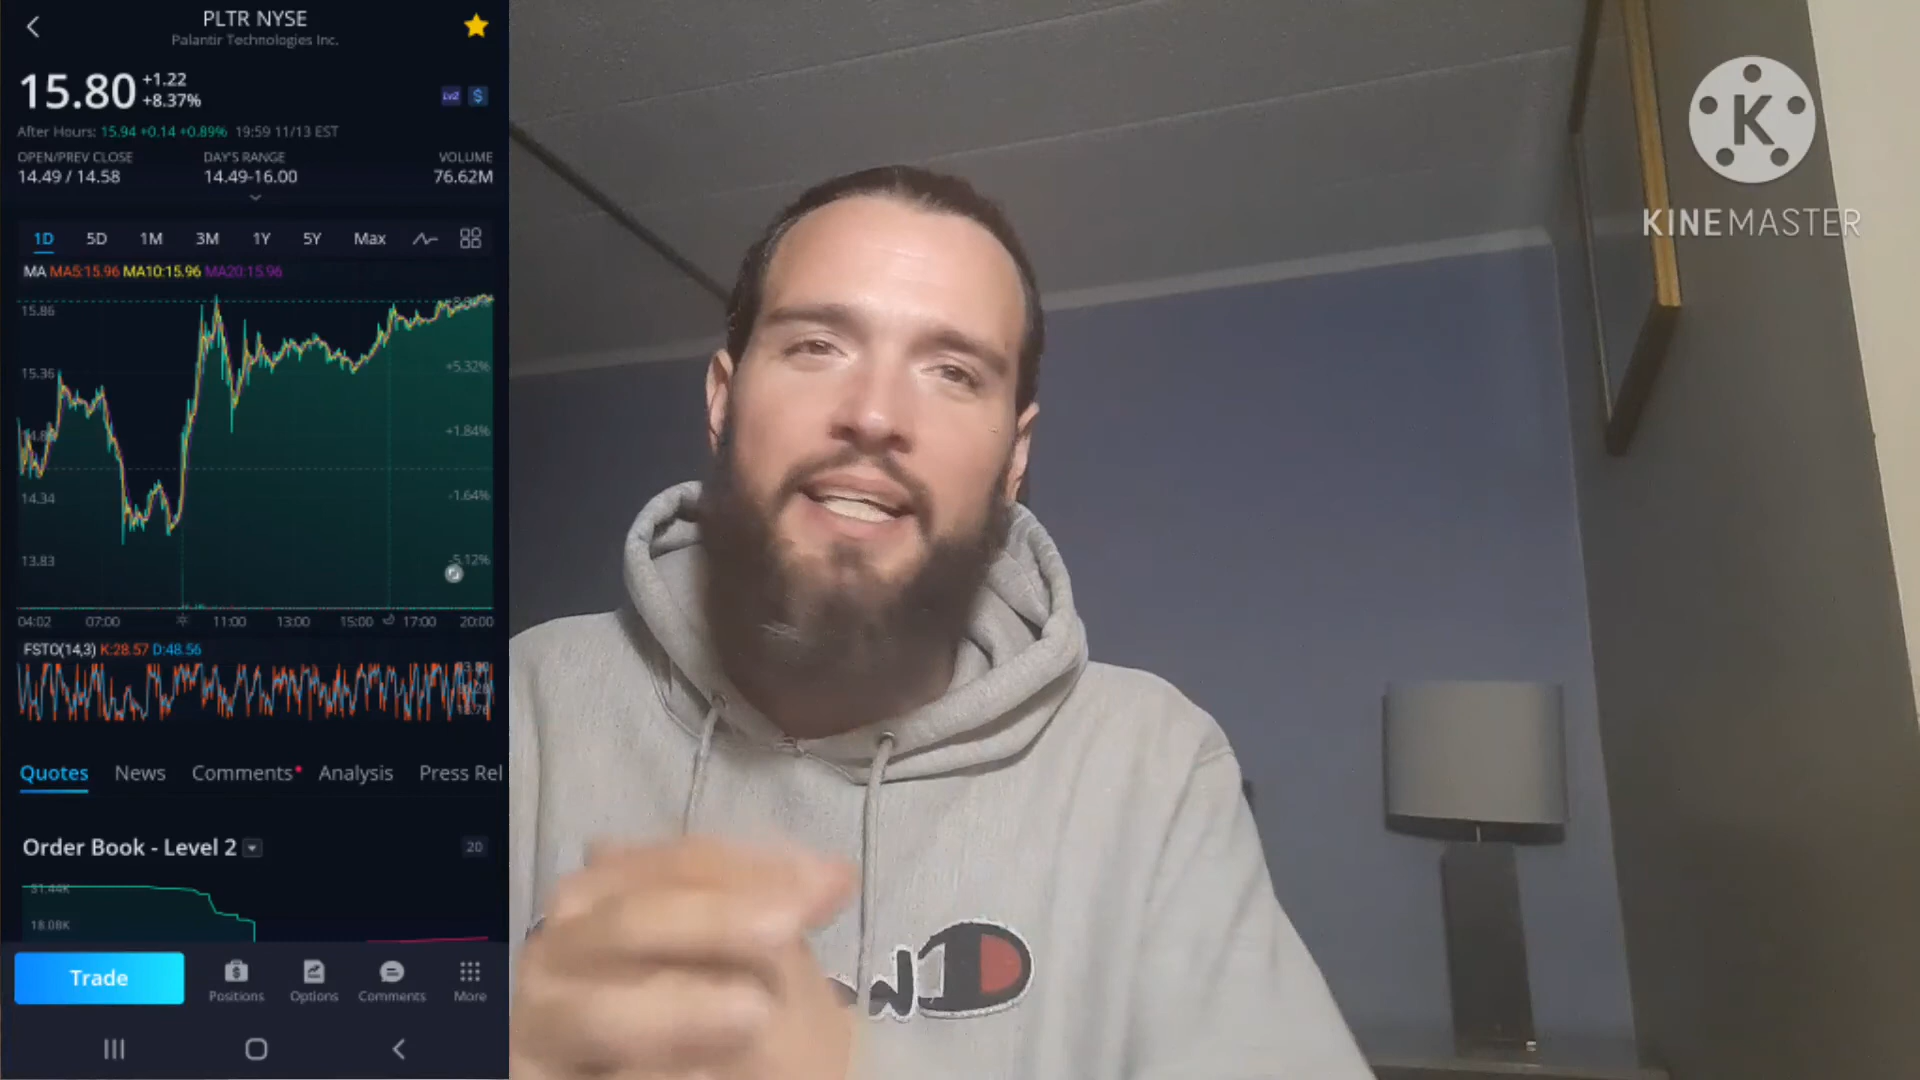 PLTR NYSE
Palantir Technologies Inc.
15.80 +1.22
+8.37%
Lv2 $
After Hours: 15.94 +0.14 +0.89% 19:59 11/13 EST
OPEN/PREV CLOSE DAY'S RANGE VOLUME
14.49 / 14.58 14.49-16.00 76.62M
1D 5D 1M 3M 1Y 5Y Max
MA MA5:15.96 MA10:15.96 MA20:15.96
15.86
15.36 +5.32%
+1.84%
14.34 -1.64%
13.83 -5.12%
04:02 07:00 11:00 13:00 15:00 17:00 20:00
FSTO(14,3) K:28.57 D:48.56
Quotes News Comments Analysis Press Rel
Order Book - Level 2 20
31.44K
18.08K
Trade Positions Options Comments More
K
KINEMASTER